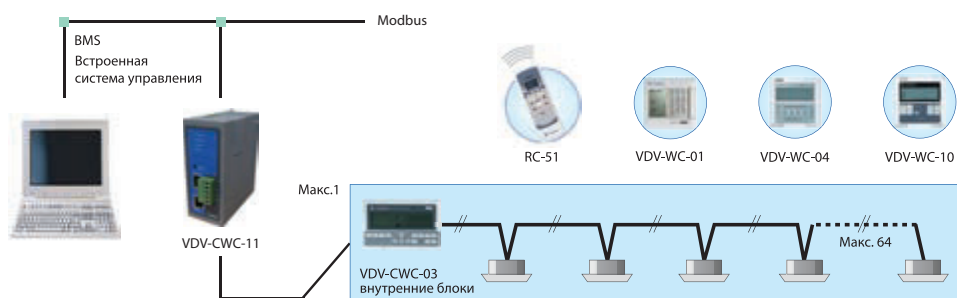 Modbus
BMS
Встроенная
система управления
RC-51
VDV-WC-01
VDV-WC-04
VDV-WC-10
Макс.1
VDV-CWC-11
Макс. 64
VDV-CWC-03
внутренние блоки